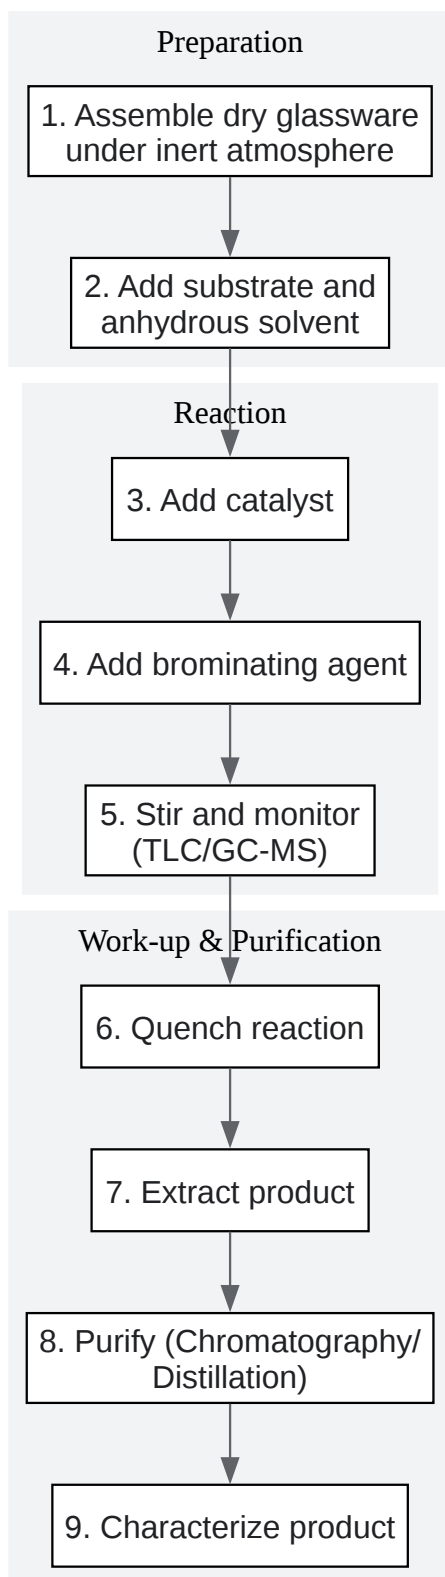 Preparation
1. Assemble dry glassware
under inert atmosphere
2. Add substrate and
anhydrous solvent
Reaction
3. Add catalyst
4. Add brominating agent
5. Stir and monitor
(TLC/GC-MS)
Work-up & Purification
6. Quench reaction
7. Extract product
8. Purify (Chromatography/
Distillation)
9. Characterize product